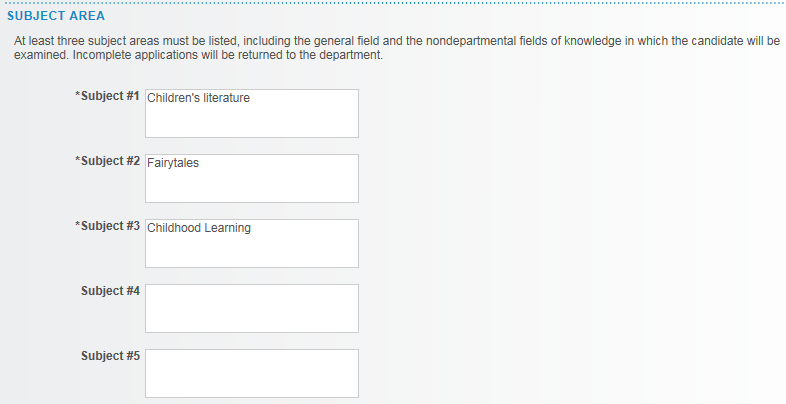 SUBJECT AREA
At least three subject areas must be listed, including the general field and the nondepartmental fields of knowledge in which the candidate will be
examined. Incomplete applications will be returned to the department.
*Subject #1 Children's literature
*Subject #2 Fairytales
*Subject #3 Childhood Learning
Subject #4
Subject #5